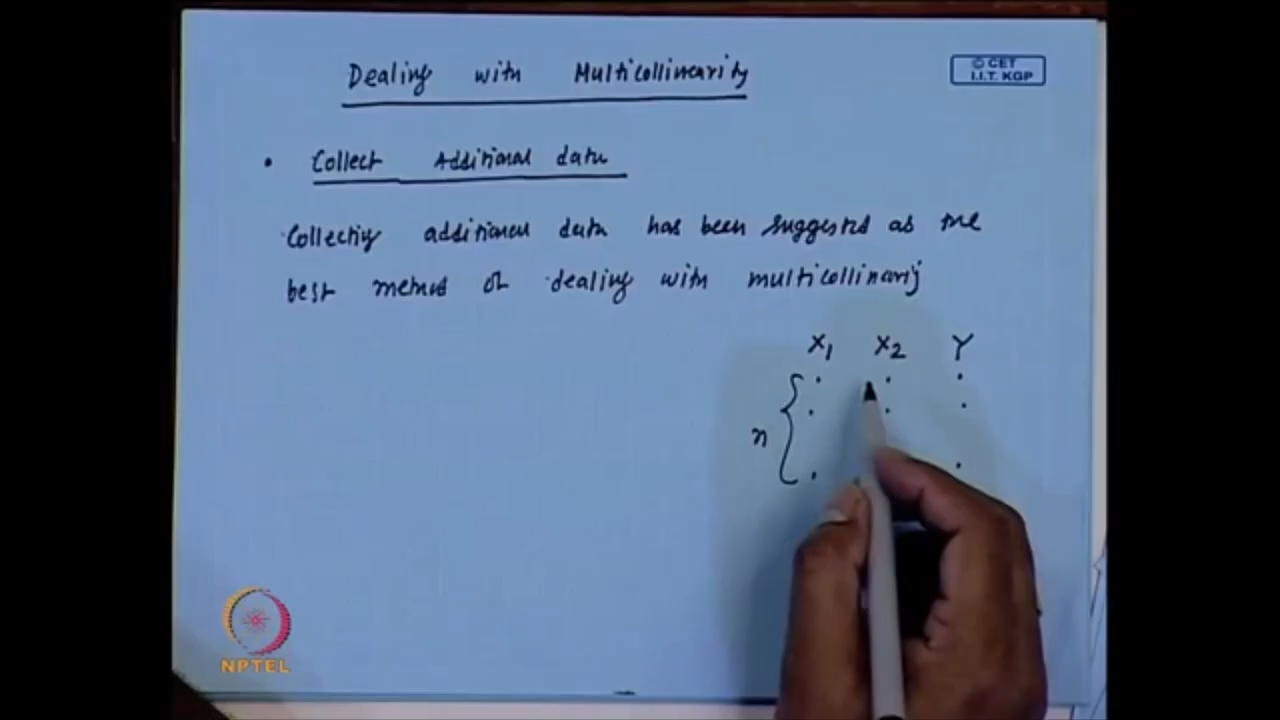 Dealing with Multicollinearity
© CET
I.I.T. KGP
• Collect Additional data
Collecting additional data has been suggested as the
best method of dealing with multicollinearity
X1 X2 Y
n
NPTEL